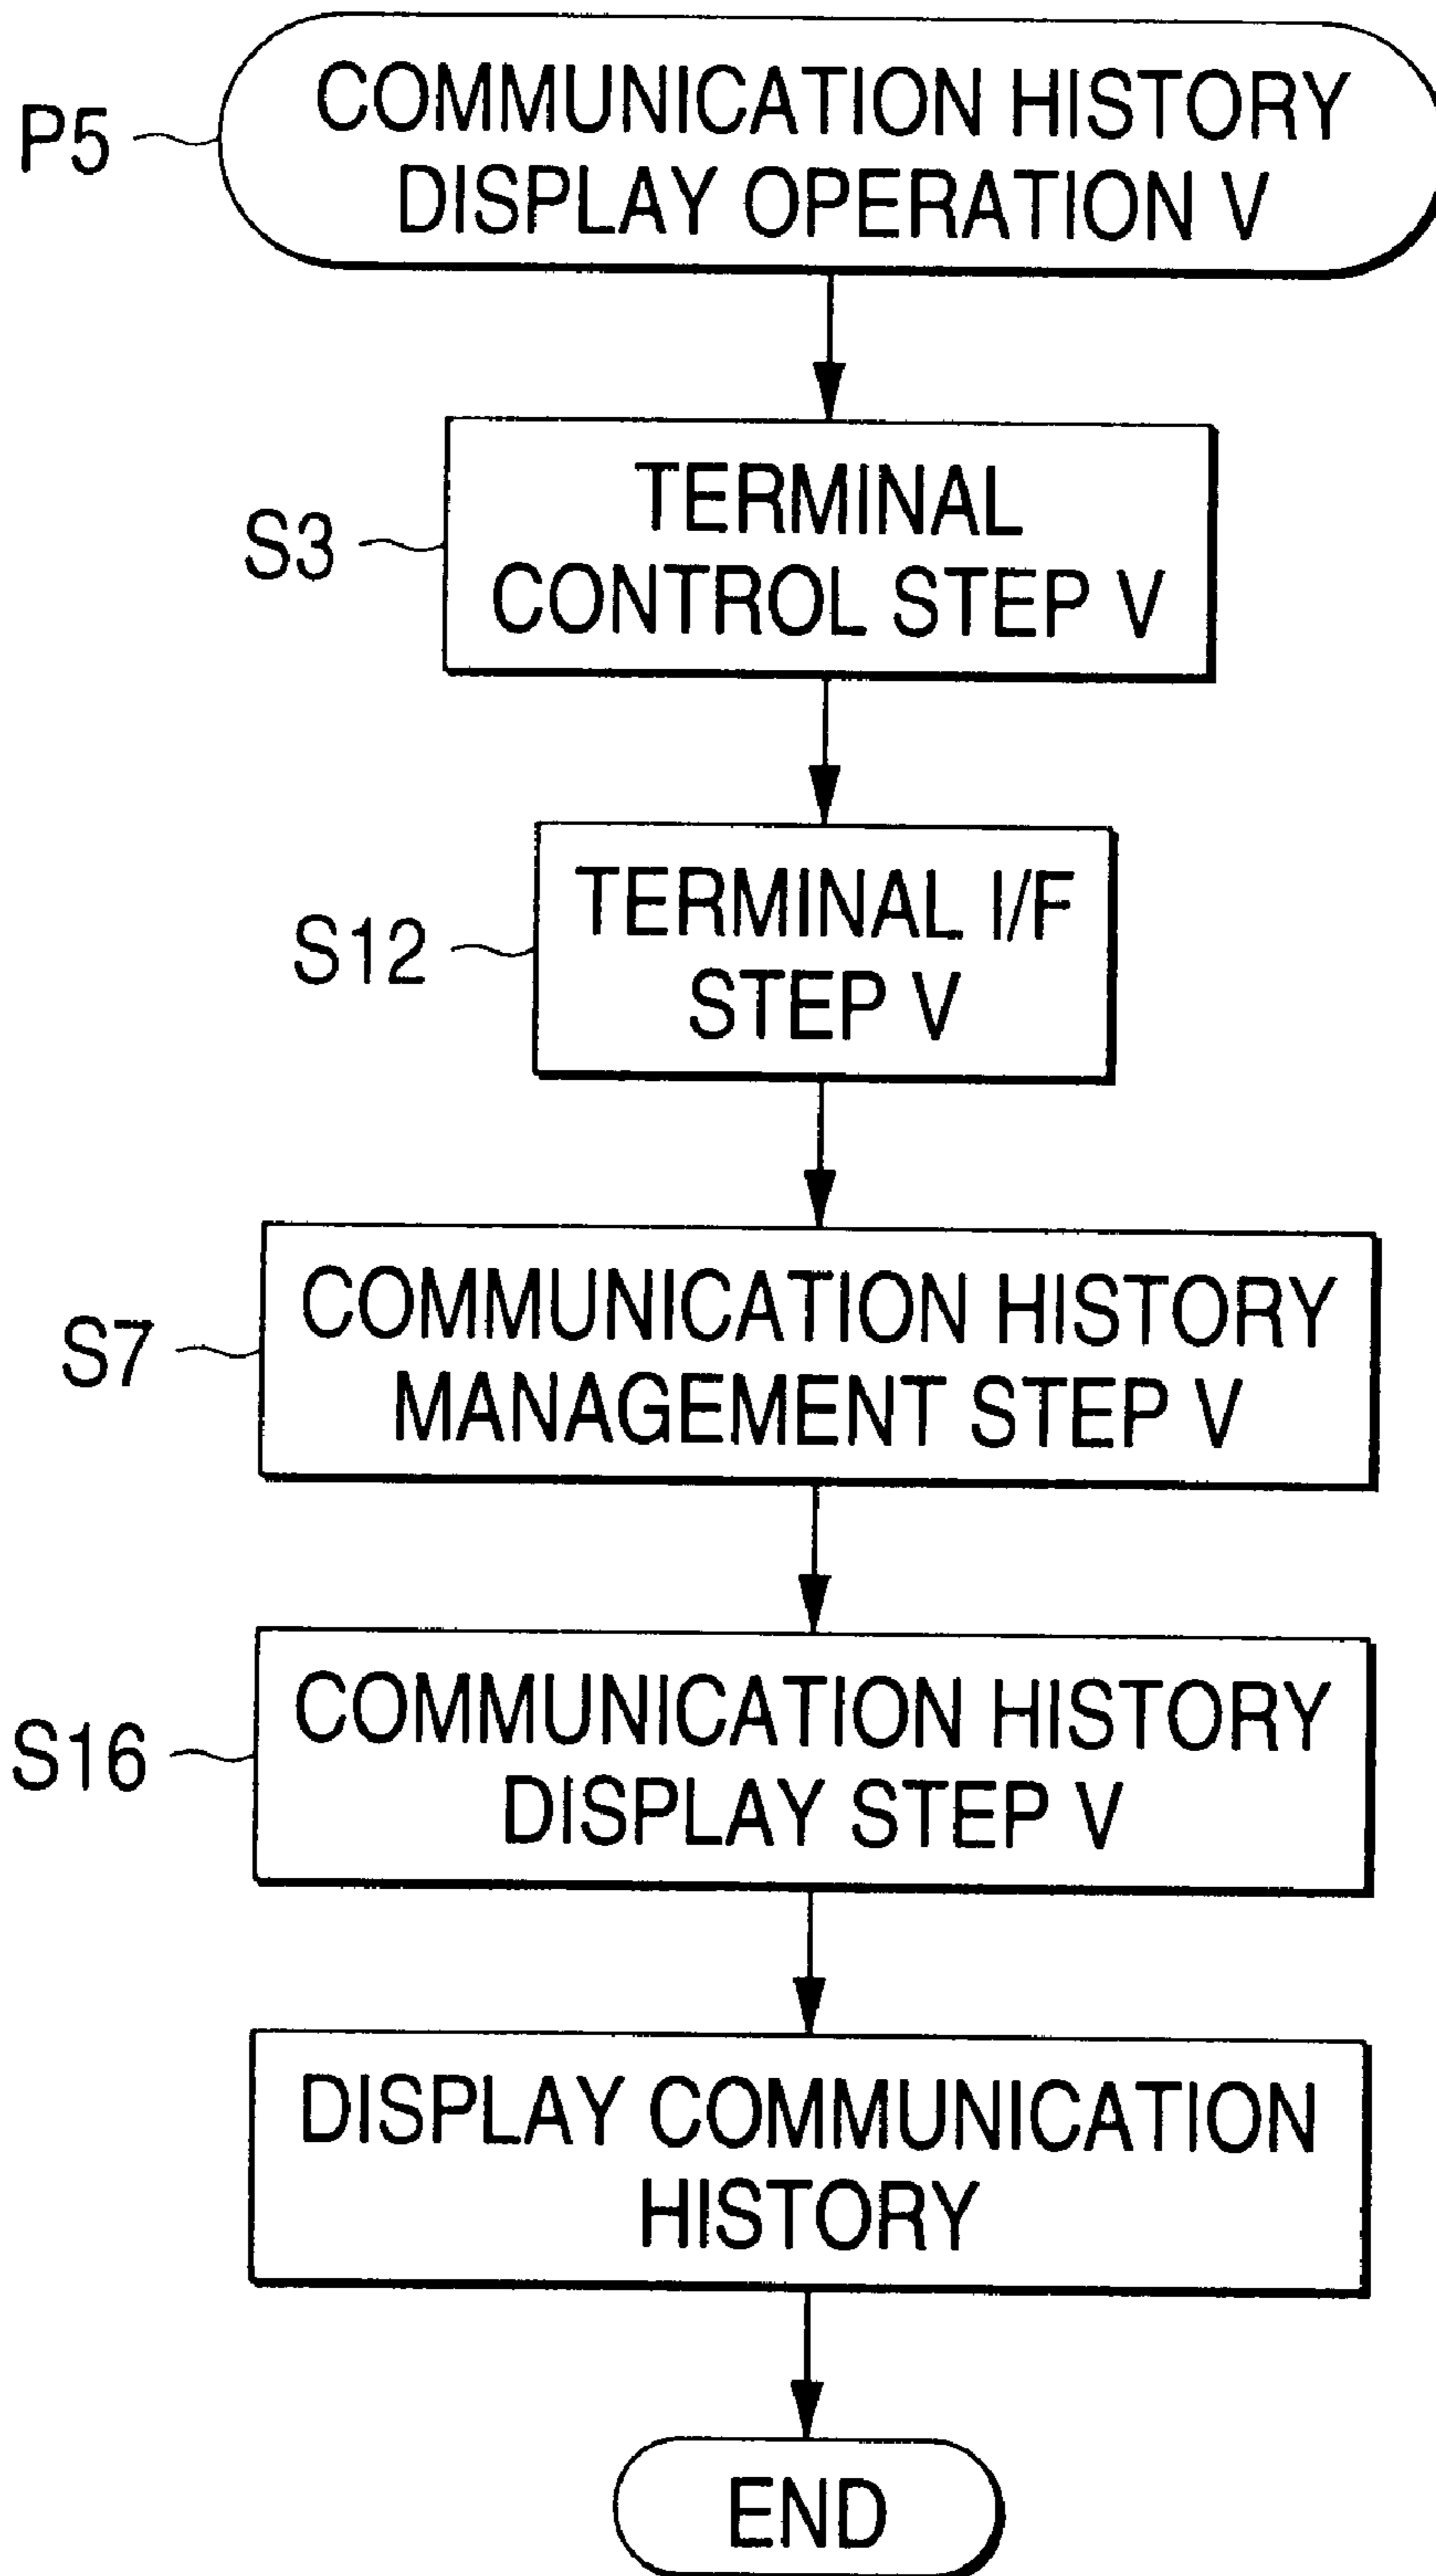 COMMUNICATION HISTORY
P5
DISPLAY OPERATION V
TERMINAL
S3
CONTROL STEP V
TERMINAL I/F
S12
STEP V
COMMUNICATION HISTORY
S7
MANAGEMENT STEP V
COMMUNICATION HISTORY
S16
DISPLAY STEP V
DISPLAY COMMUNICATION
HISTORY
END